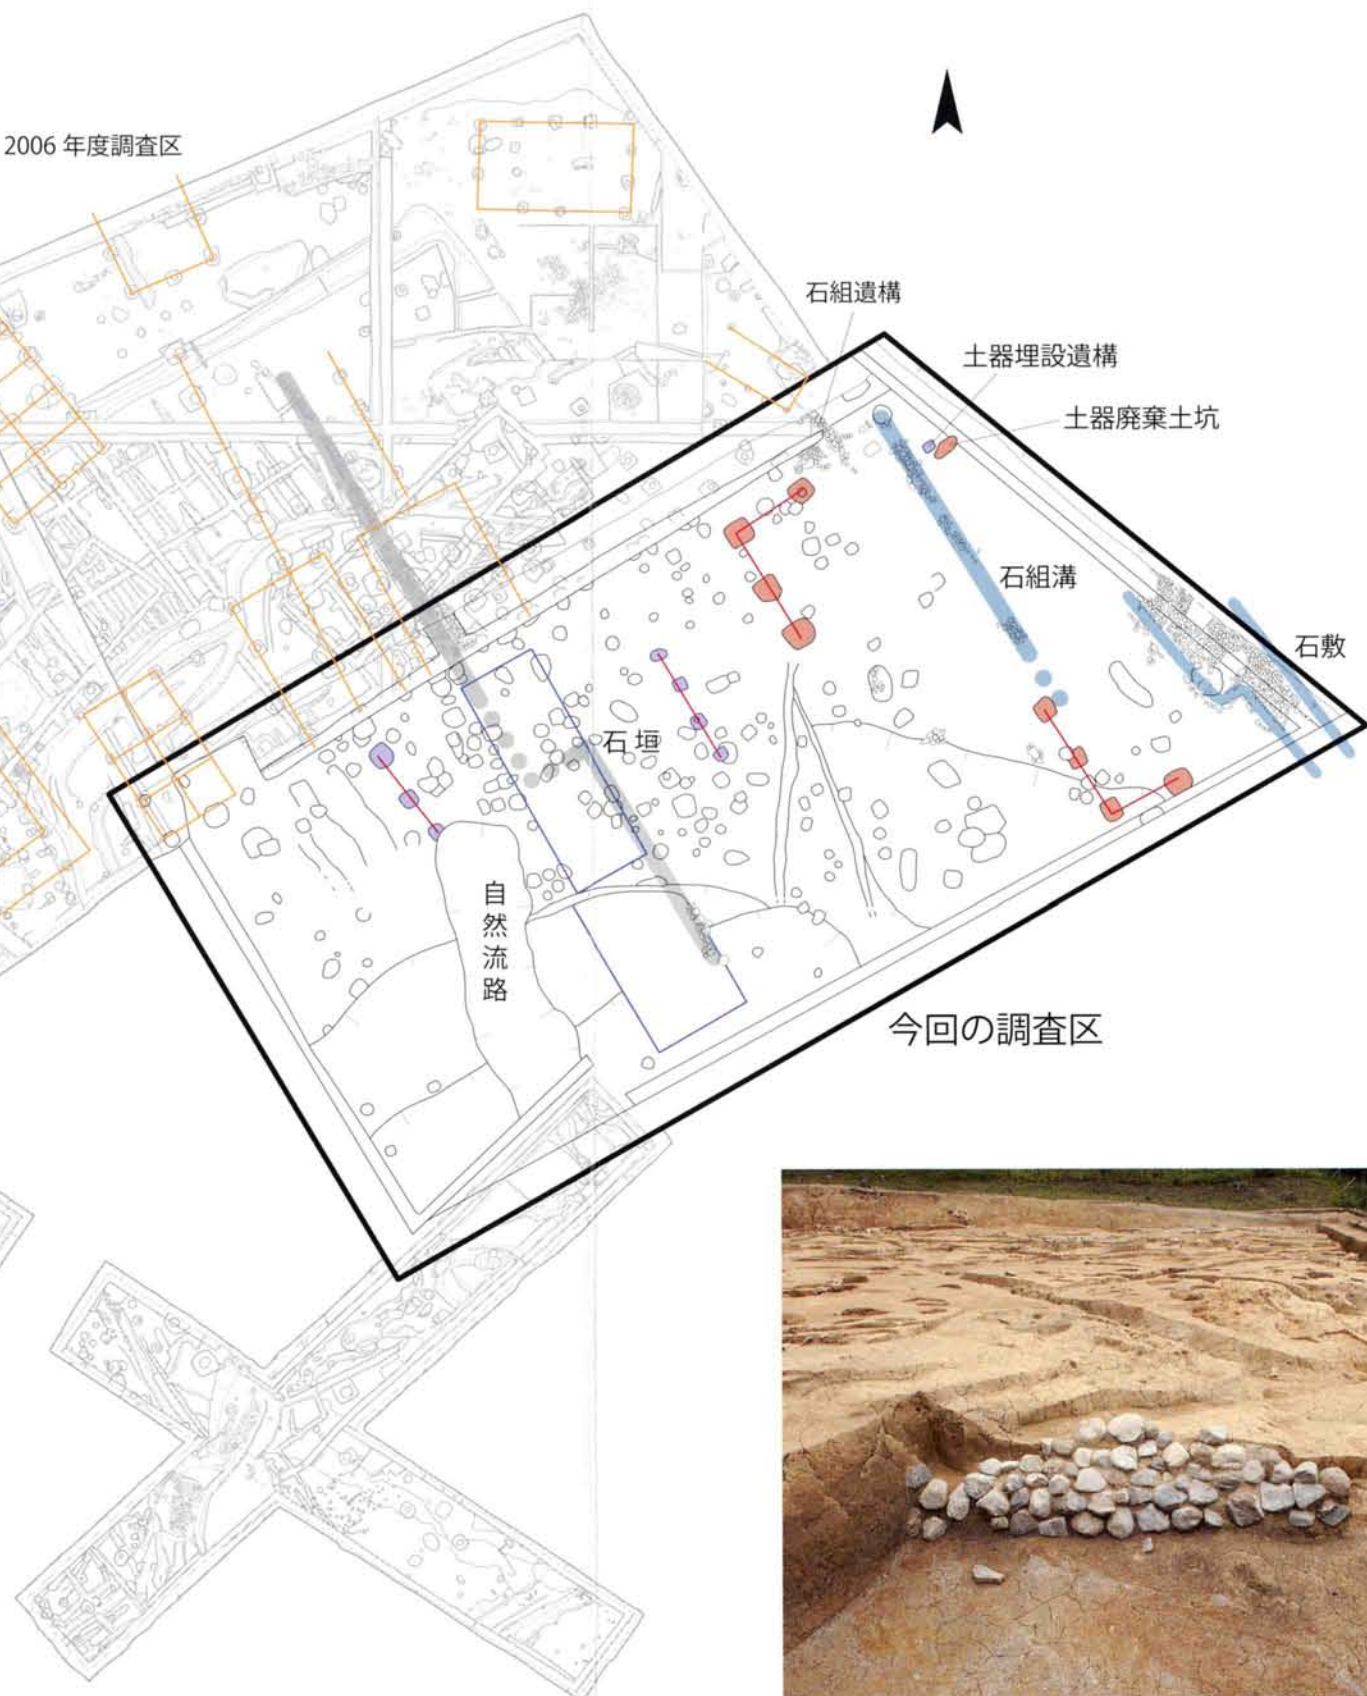 2006 年度調査区
石組遺構
土器埋設遺構
土器廃棄土坑
石組溝
石敷
石垣
自然流路
今回の調査区